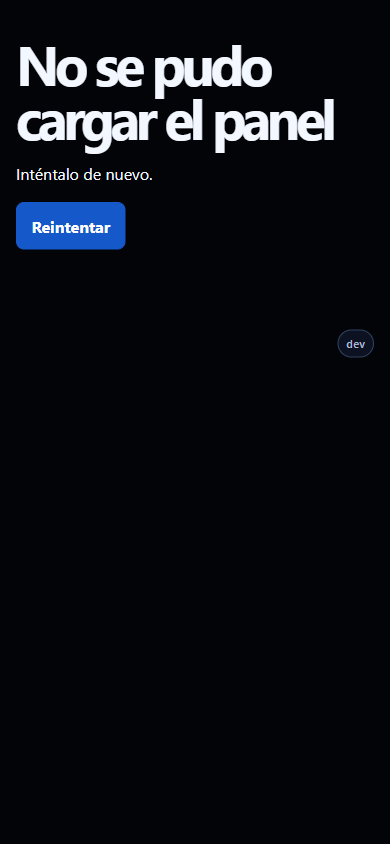 No se pudo
cargar el panel
Inténtalo de nuevo.
Reintentar
dev